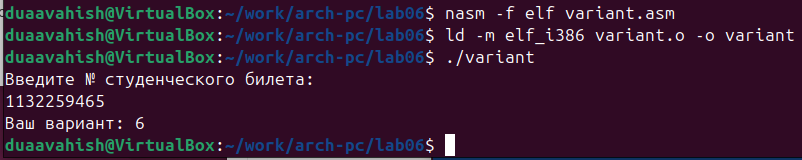 duaavahish@VirtualBox:~/work/arch-pc/lab06$ nasm -f elf variant.asm
duaavahish@VirtualBox:~/work/arch-pc/lab06$ ld -m elf_i386 variant.o -o variant
duaavahish@VirtualBox:~/work/arch-pc/lab06$ ./variant
Введите № студенческого билета:
1132259465
Ваш вариант: 6
duaavahish@VirtualBox:~/work/arch-pc/lab06$